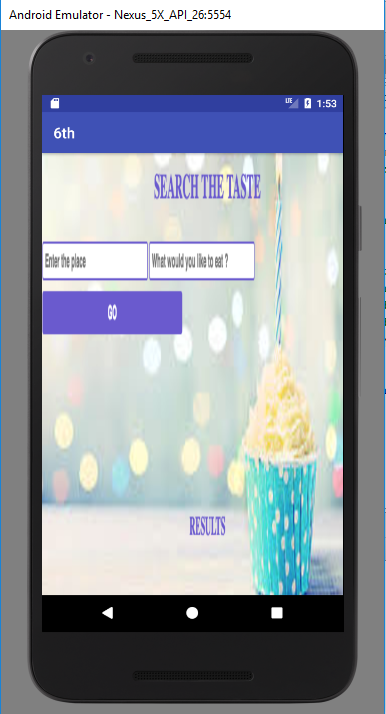 Android Emulator - Nexus_5X_API_26:5554
LTE 1:53
6th
SEARCH THE TASTE
Enter the place What would you like to eat ?
GO
RESULTS